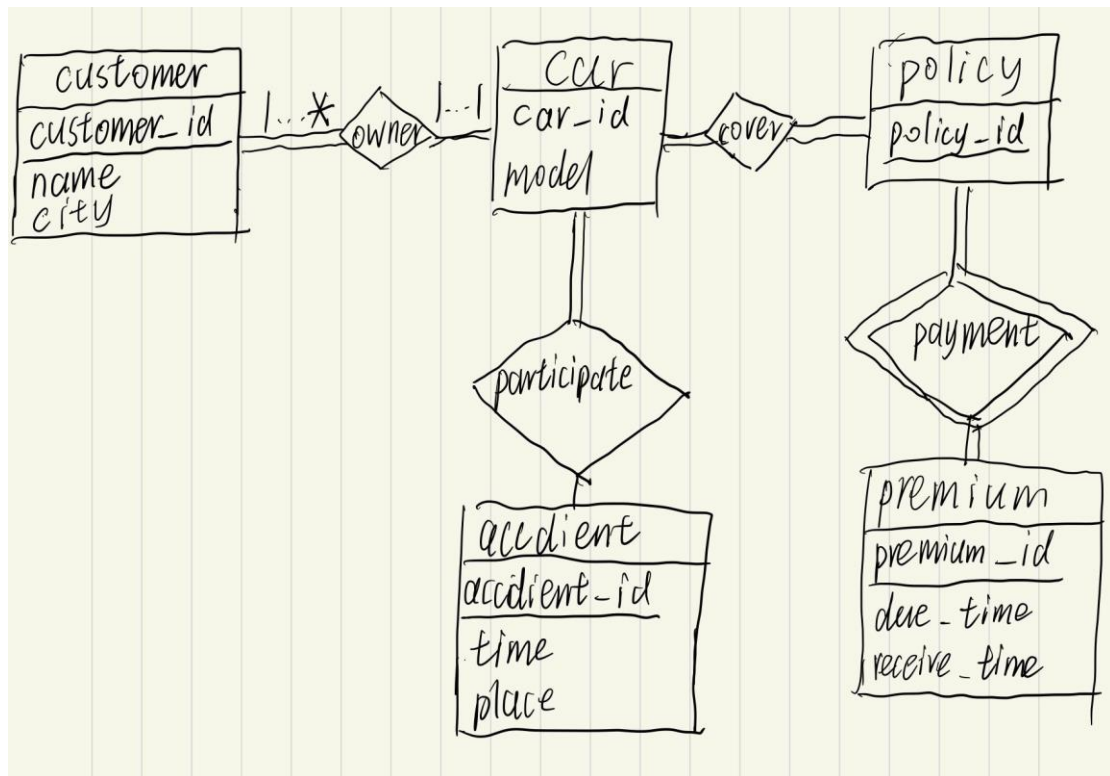 customer
customer_id
name
city
1...*
owner
1...1
car
car_id
model
cover
policy
policy_id
participate
payment
accdient
accidient_id
time
place
premium
premium_id
due_time
receive_time